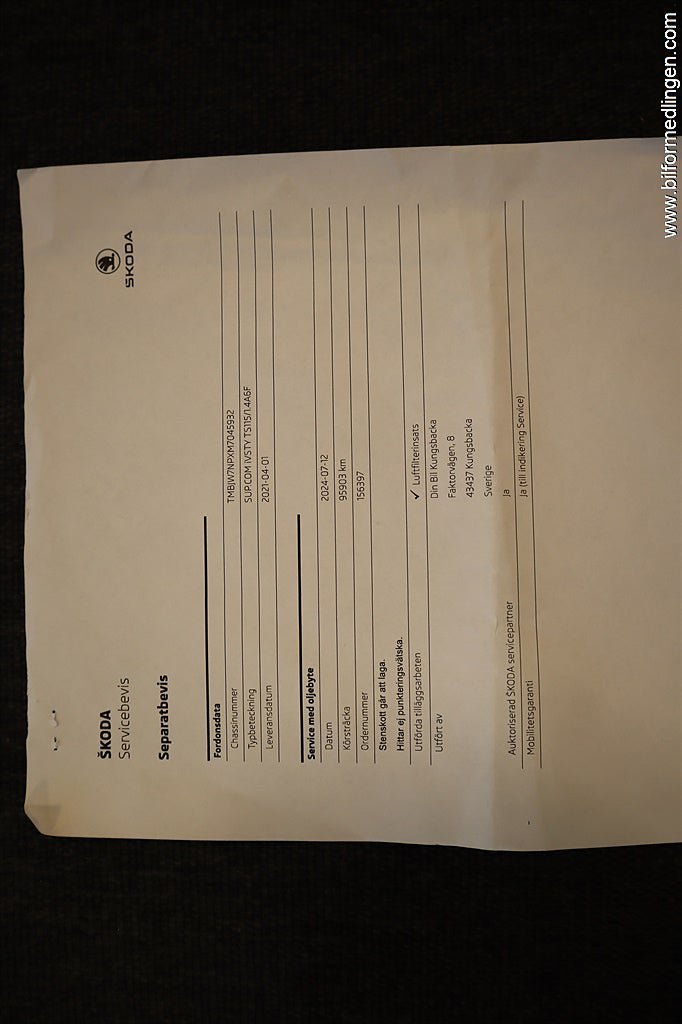 www.bilformedlingen.com
ŠKODA
Servicebevis
ŠKODA
Separatbevis
Fordonsdata
Chassinummer TMBJW7NPXM7045932
Typbeteckning SUP.COM iVSTY TS115/1.4A6F
Leveransdatum 2021-04-01
Service med oljebyte
Datum 2024-07-12
Körsträcka 95903 km
Ordernummer 156397
Stenskott går att laga.
Hittar ej punkteringsvätska.
Utförda tilläggsarbeten ✓ Luftfilterinsats
Utfört av Din Bil Kungsbacka
Faktorvägen, 8
43437 Kungsbacka
Sverige
Auktoriserad ŠKODA servicepartner Ja
Mobilitetsgaranti Ja (till indikering Service)